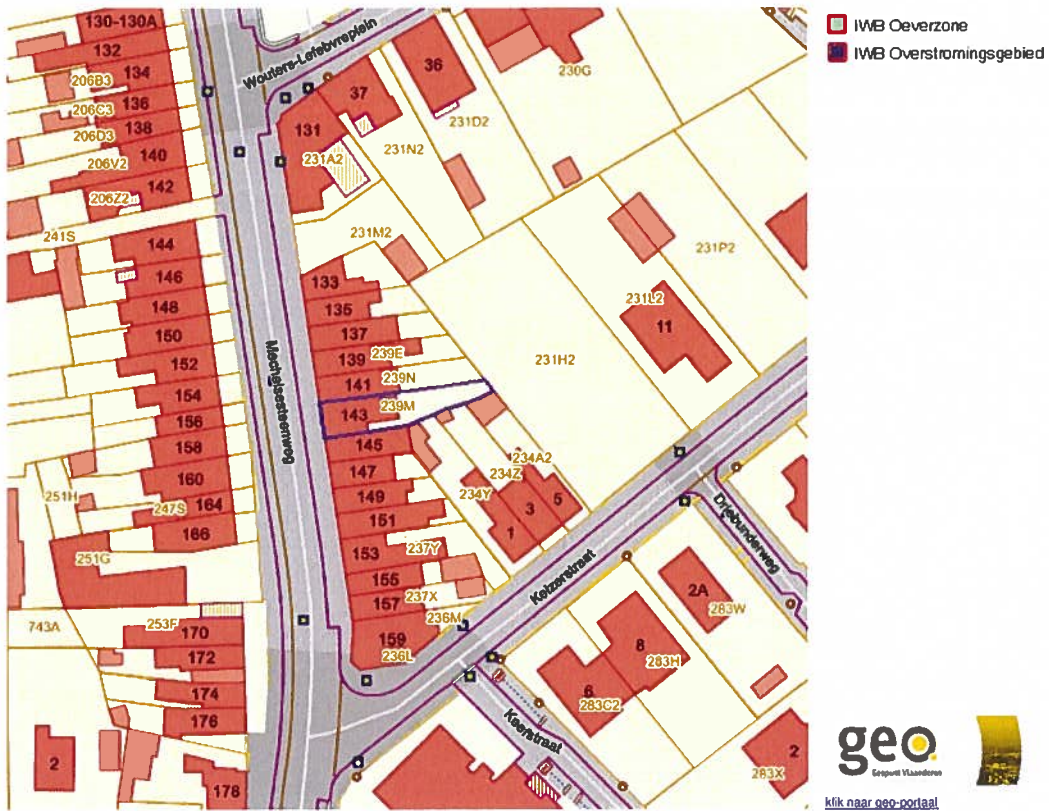 IWB Oeverzone
IWB Overstromingsgebied
130-130A
132
134
206B3
136
206C3
138
206D3
140
206V2
142
206Z2
241S
144
146
148
150
152
154
156
158
160
251H
164
247S
166
251G
743A
253F
170
172
174
176
2
178
Wouters-Lefebvreplein
37
36
131
231A2
231N2
231D2
230G
231M2
133
135
137
139
239E
141
239N
143
239M
145
147
149
151
153
237Y
155
157
237X
236M
159
236L
Mechelsesteenweg
231H2
231L2
11
231P2
234A2
234Z
234Y
5
3
1
Keizerstraat
Driebunderweg
2A
283W
8
283H
6
283C2
Keerstraat
2
283X
geo
Geopunt Vlaanderen
klik naar geo-portaal